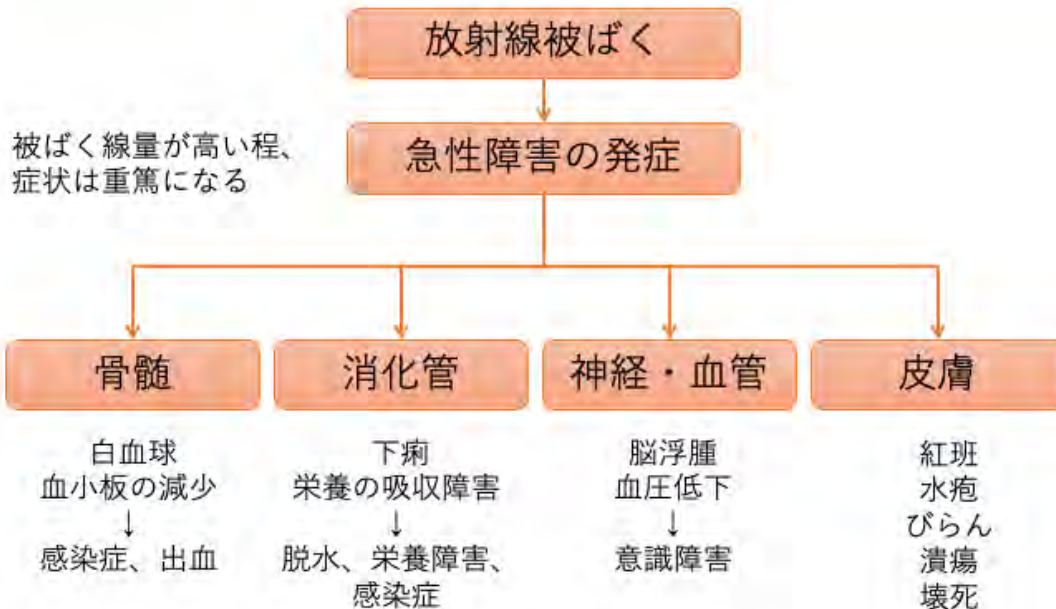 放射線被ばく
被ばく線量が高い程、
症状は重篤になる
急性障害の発症
骨髄
白血球
血小板の減少
↓
感染症、出血
消化管
下痢
栄養の吸収障害
↓
脱水、栄養障害、
感染症
神経・血管
脳浮腫
血圧低下
↓
意識障害
皮膚
紅班
水疱
びらん
潰瘍
壊死